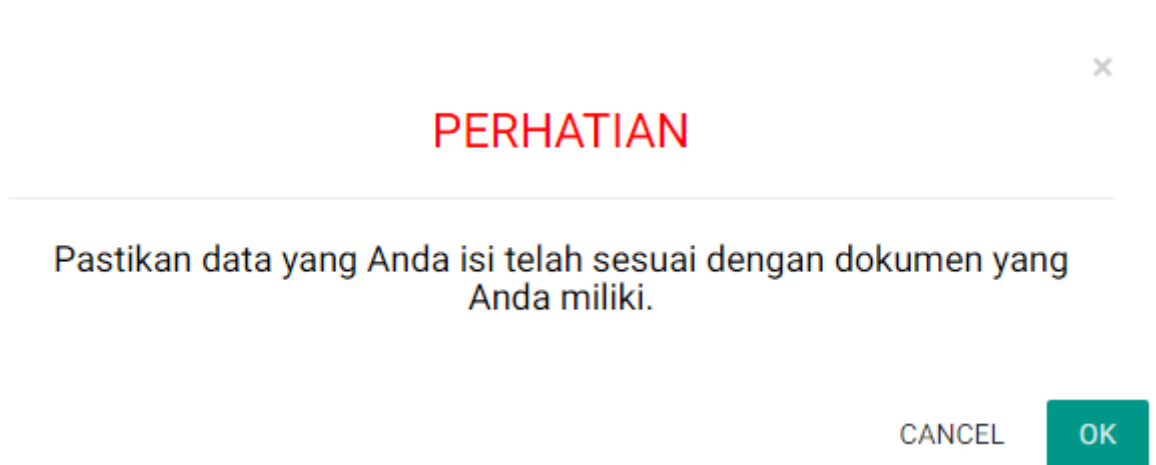 ×
PERHATIAN
Pastikan data yang Anda isi telah sesuai dengan dokumen yang
Anda miliki.
CANCEL OK